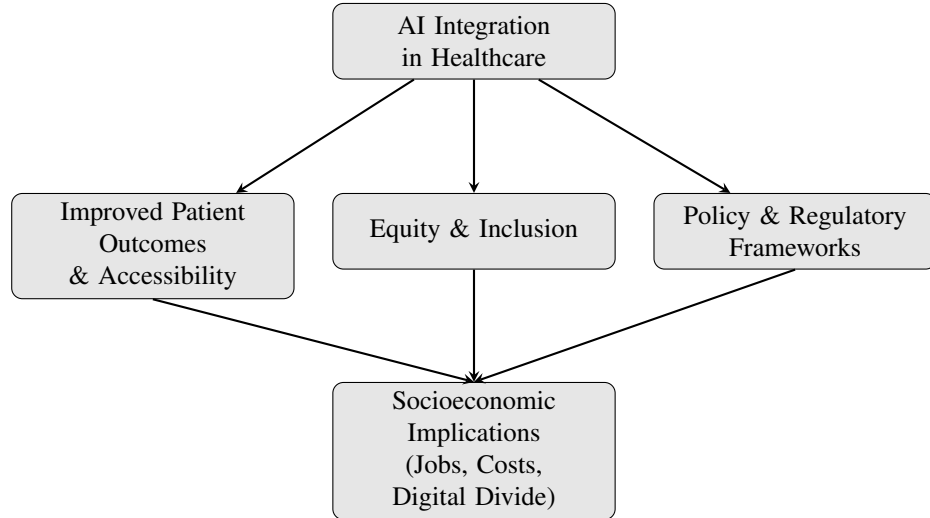 AI Integration
in Healthcare
Improved Patient
Outcomes
& Accessibility
Equity & Inclusion
Policy & Regulatory
Frameworks
Socioeconomic
Implications
(Jobs, Costs,
Digital Divide)